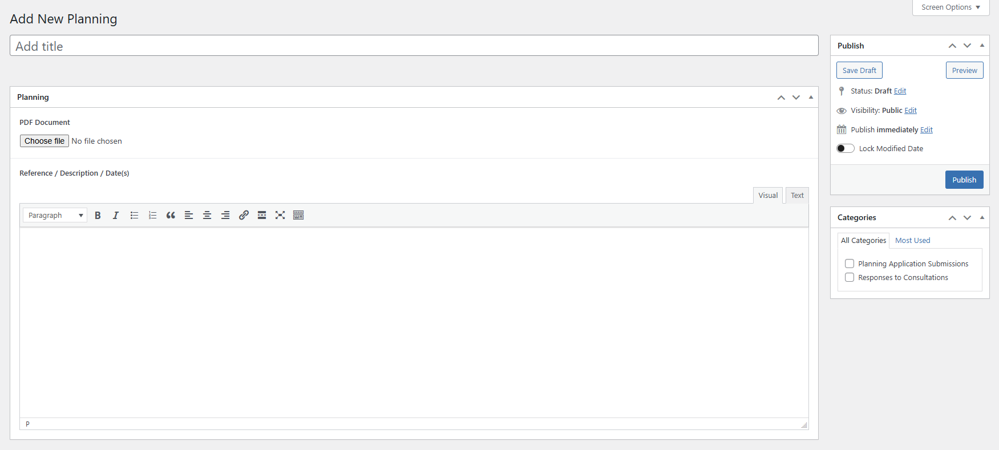 Screen Options
Add New Planning
Add title
Planning
PDF Document
Choose file No file chosen
Reference / Description / Date(s)
Visual Text
Paragraph B I
P
Publish
Save Draft Preview
Status: Draft Edit
Visibility: Public Edit
Publish immediately Edit
Lock Modified Date
Publish
Categories
All Categories Most Used
Planning Application Submissions
Responses to Consultations